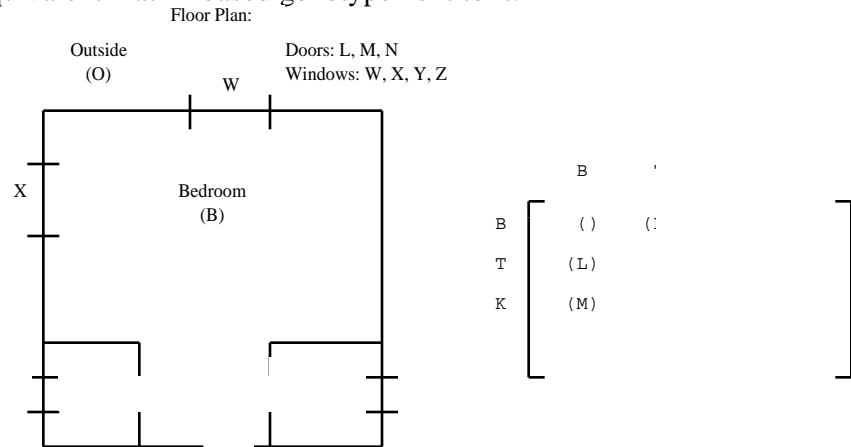 Floor Plan:
Outside
(O)
Doors: L, M, N
Windows: W, X, Y, Z
W
X
Bedroom
(B)
B
B ()
T (L)
K (M)